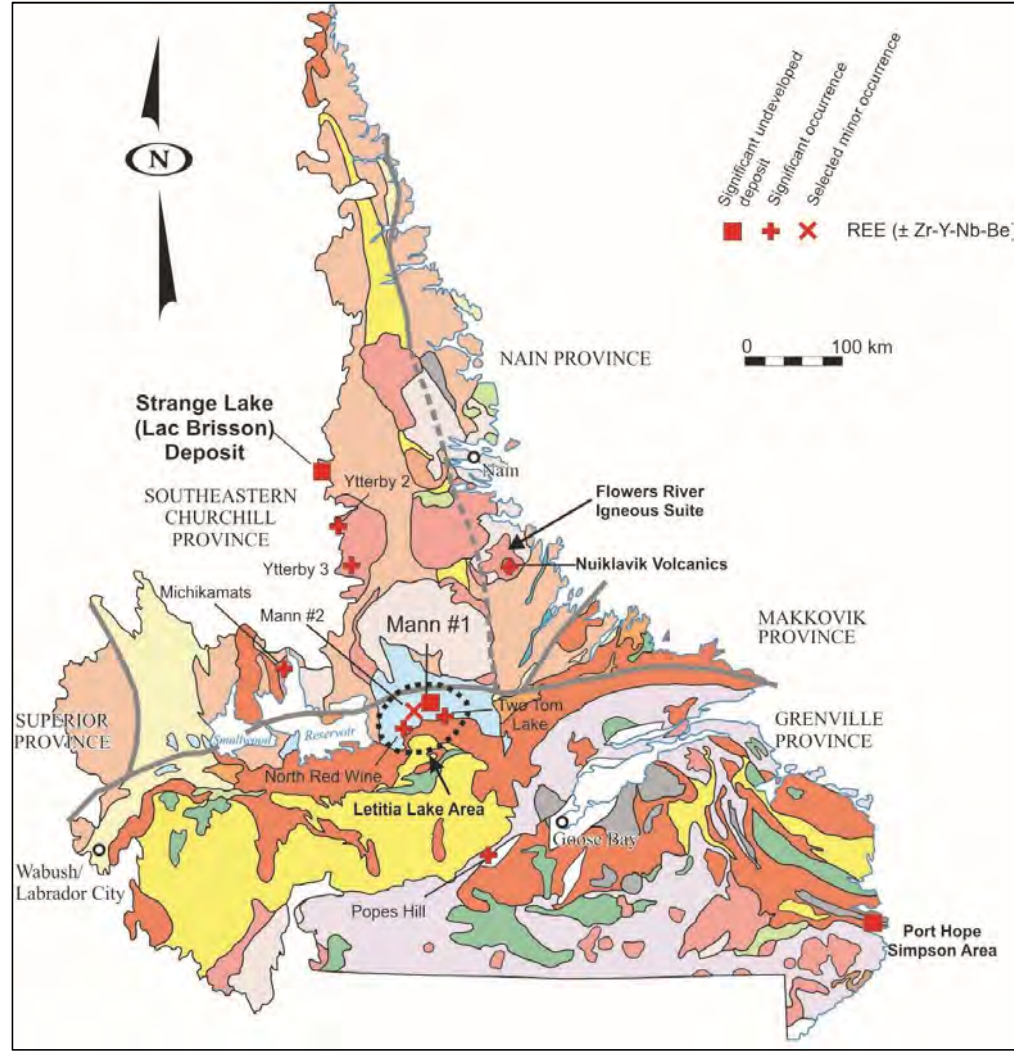 Significant undeveloped
deposit
Significant occurrence
Selected minor occurrence
REE (± Zr-Y-Nb-Be)
N
0 100 km
NAIN PROVINCE
Strange Lake
(Lac Brisson)
Deposit
Nain
Ytterby 2
SOUTHEASTERN
CHURCHILL
PROVINCE
Flowers River
Igneous Suite
Ytterby 3
Nuiklavik Volcanics
Michikamats
Mann #2
Mann #1
MAKKOVIK
PROVINCE
SUPERIOR
PROVINCE
Smallwood Reservoir
Two Tom
Lake
GRENVILLE
PROVINCE
North Red Wine
Letitia Lake Area
Goose Bay
Wabush/
Labrador City
Popes Hill
Port Hope
Simpson Area